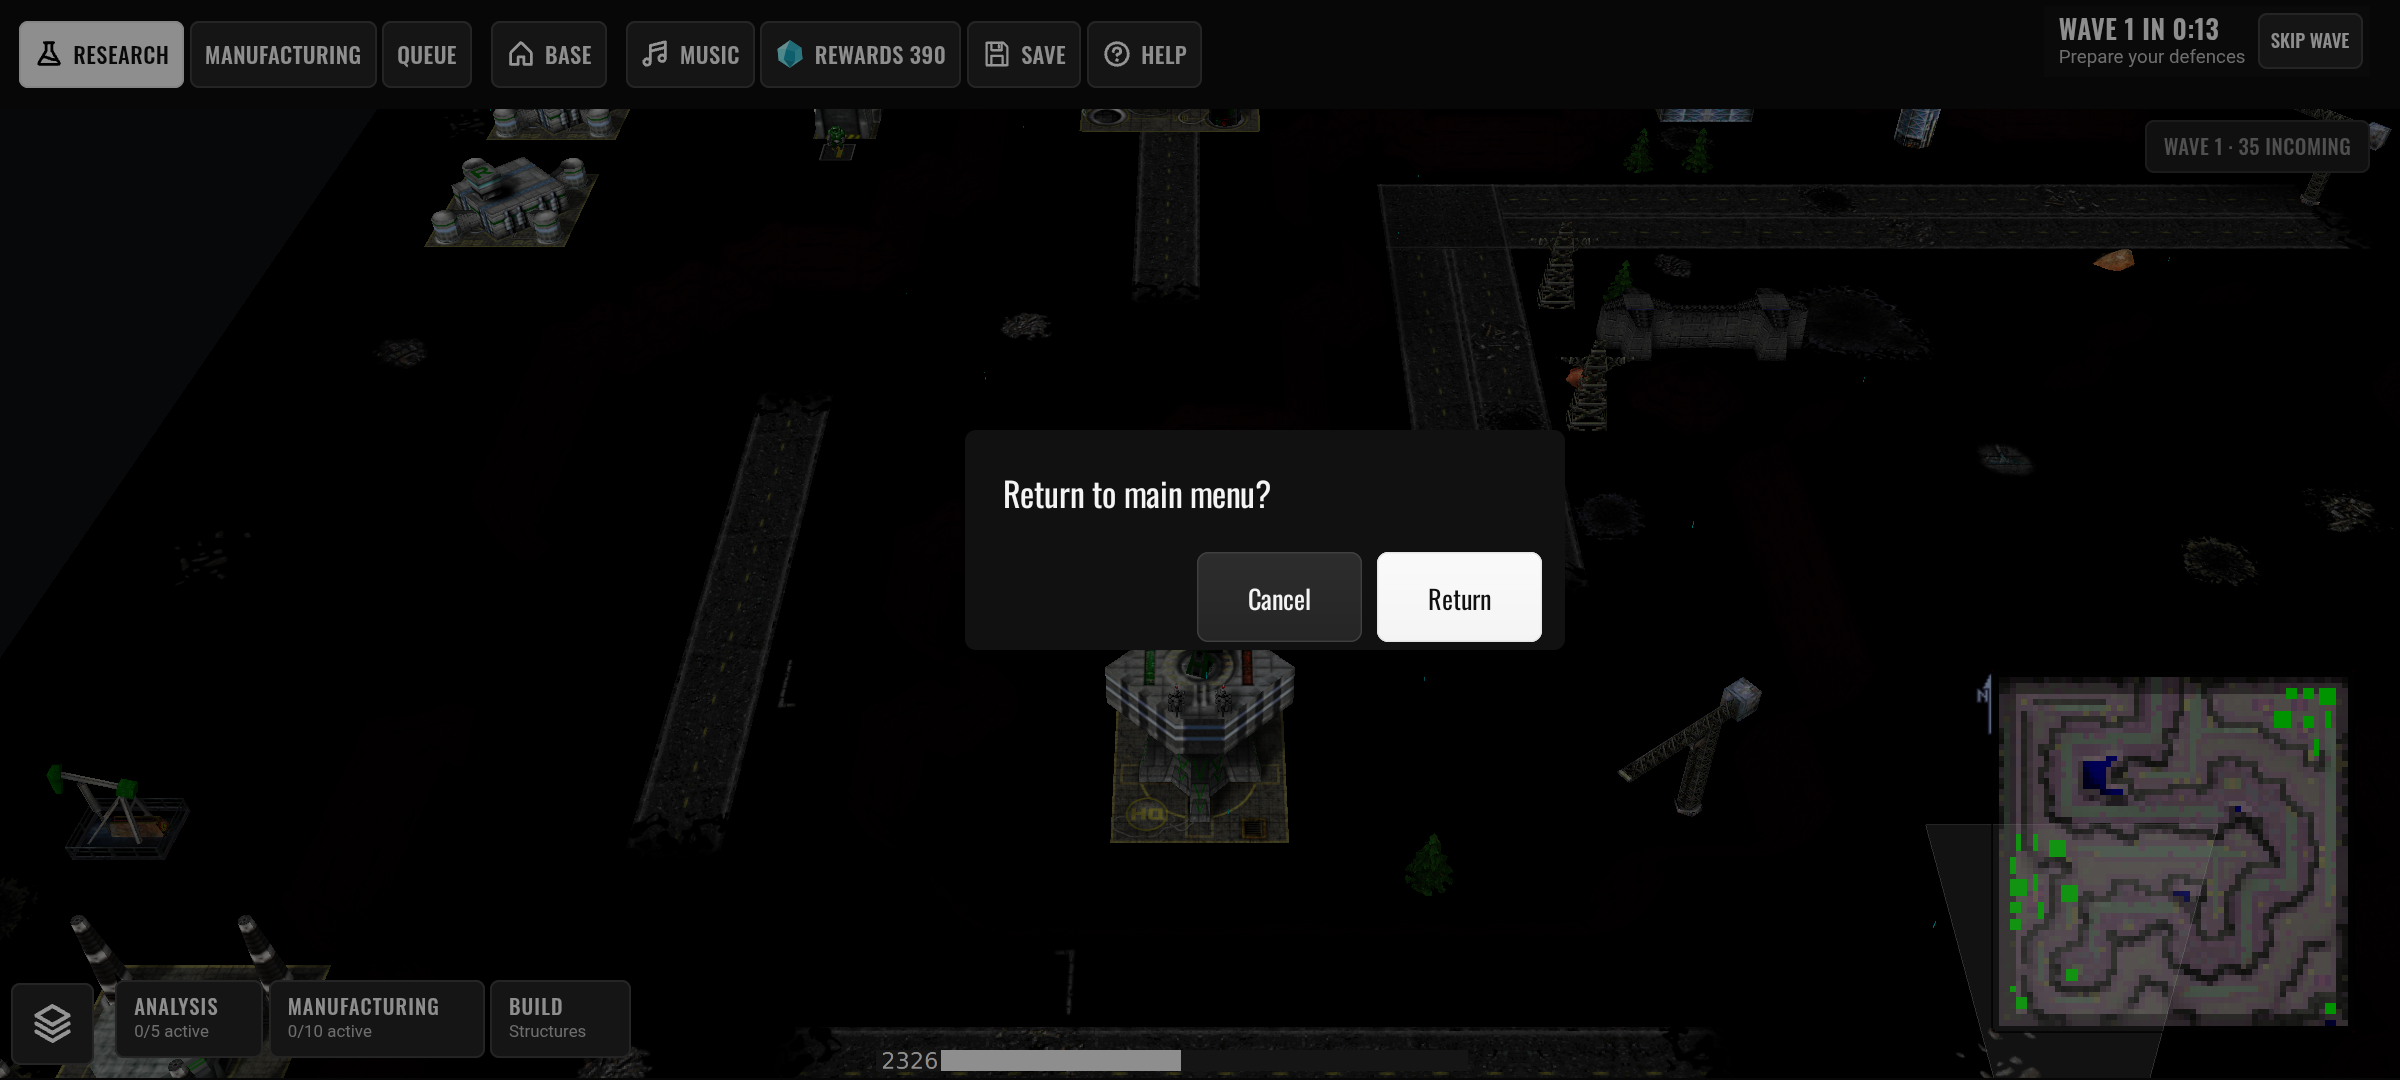 RESEARCH
MANUFACTURING
QUEUE
BASE
MUSIC
REWARDS 390
SAVE
HELP
WAVE 1 IN 0:13
Prepare your defences
SKIP WAVE
WAVE 1 · 35 INCOMING
Return to main menu?
Cancel
Return
HQ
N
ANALYSIS
0/5 active
MANUFACTURING
0/10 active
BUILD
Structures
2326